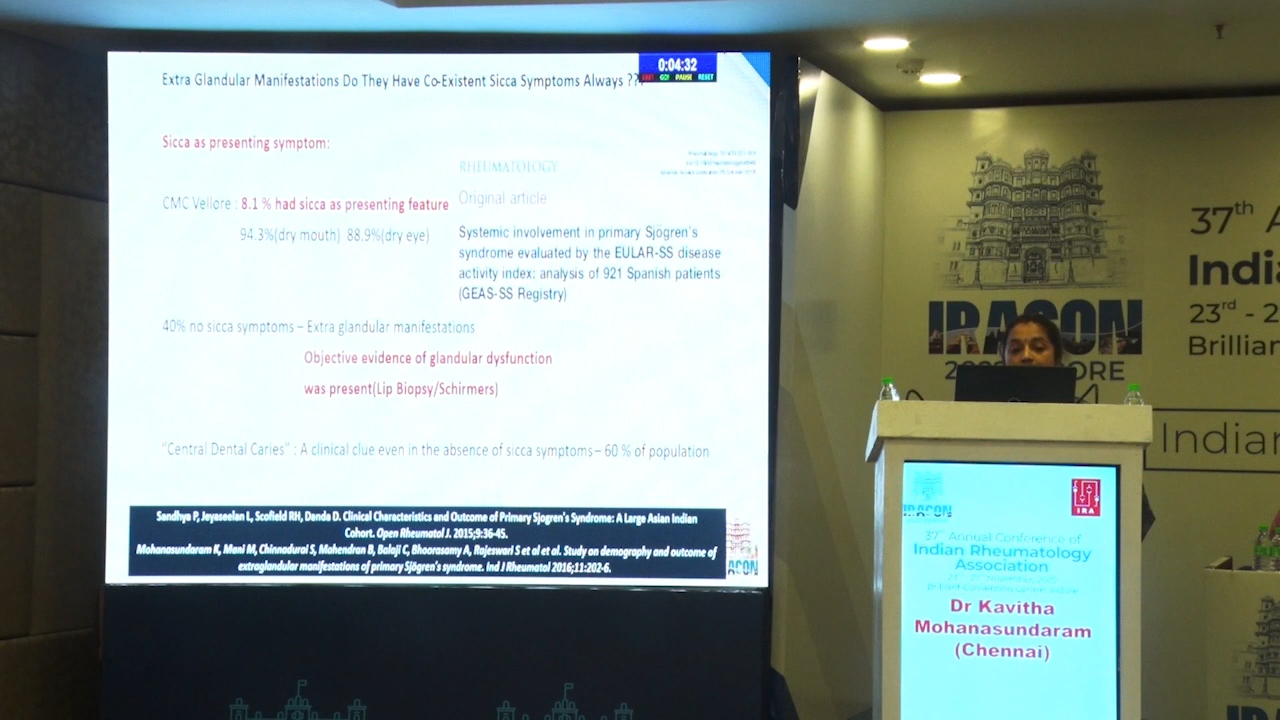 0:04:32
GO! PAUSE RESET
Extra Glandular Manifestations Do They Have Co-Existent Sicca Symptoms Always ??
Sicca as presenting symptom:
RHEUMATOLOGY
CMC Vellore : 8.1 % had sicca as presenting feature
94.3%(dry mouth) 88.9%(dry eye)
Original article
Systemic involvement in primary Sjögren's
syndrome evaluated by the EULAR-SS disease
activity index: analysis of 921 Spanish patients
(GEAS-SS Registry)
40% no sicca symptoms – Extra glandular manifestations
Objective evidence of glandular dysfunction
was present(Lip Biopsy/Schirmers)
"Central Dental Caries" : A clinical clue even in the absence of sicca symptoms – 60 % of population
Sandhya P, Jeyaseelan L, Scofield RH, Danda D. Clinical Characteristics and Outcome of Primary Sjogren's Syndrome: A Large Asian Indian
Cohort. Open Rheumatol J. 2015;9:36-45.
Mohanasundaram K, Mani M, Chinnadurai S, Mahendran B, Balaji C, Bhoorasamy A, Rajeswari S et al et al. Study on demography and outcome of
extraglandular manifestations of primary Sjögren's syndrome. Ind J Rheumatol 2016;11:202-6.
37th A
Indi
23rd - 2
Brillian
IRACON
ORE
Indian
IRACON
IRA
37th Annual Conference of
Indian Rheumatology
Association
Dr Kavitha
Mohanasundaram
(Chennai)